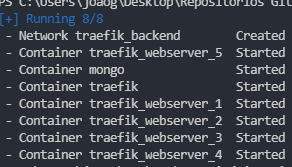 PS C:\Users\joaog\Desktop\Repositorios Git
[+] Running 8/8
- Network traefik_backend Created
- Container traefik_webserver_5 Started
- Container mongo Started
- Container traefik Started
- Container traefik_webserver_1 Started
- Container traefik_webserver_2 Started
- Container traefik_webserver_3 Started
- Container traefik_webserver_4 Started